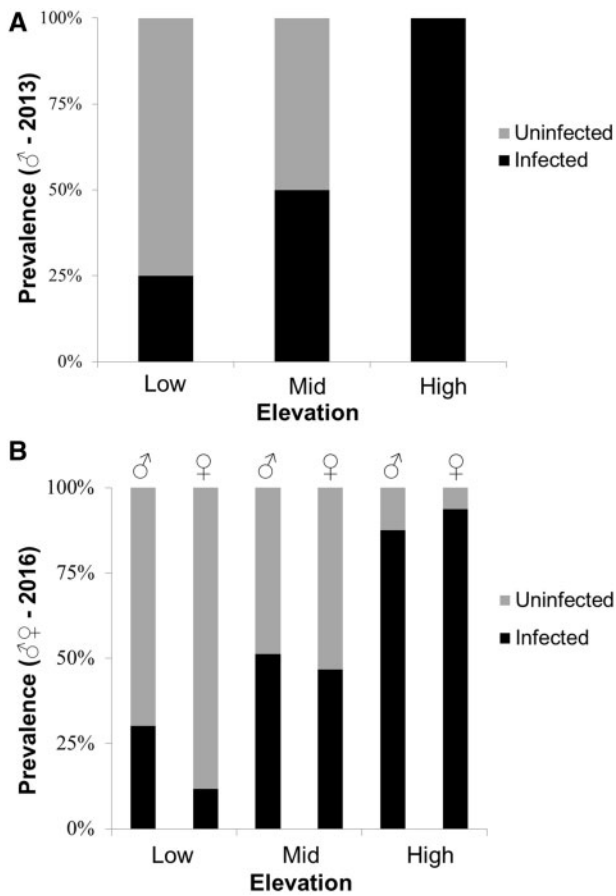 A
100%
75%
50%
25%
0%
Prevalence (♂ - 2013)
Low Mid High
Elevation
Uninfected
Infected
B
♂ ♀ ♂ ♀ ♂ ♀
100%
75%
50%
25%
0%
Prevalence (♂♀ - 2016)
Low Mid High
Elevation
Uninfected
Infected